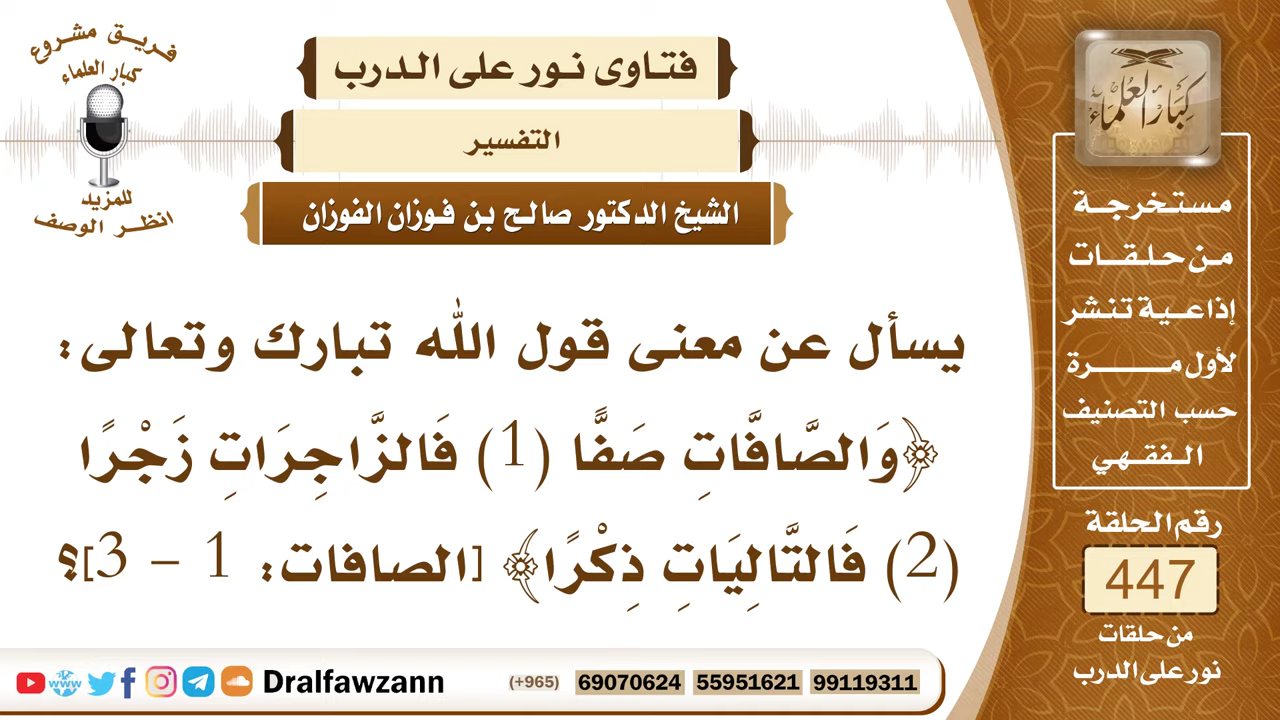 فريق مشروع
كبار العلماء
للمزيد
انظر الوصف
فتاوى نور على الدرب
التفسير
الشيخ الدكتور صالح بن فوزان الفوزان
يسأل عن معنى قول الله تبارك وتعالى:
﴿وَالصَّافَّاتِ صَفًّا (1) فَالزَّاجِرَاتِ زَجْرًا
(2) فَالتَّالِيَاتِ ذِكْرًا﴾ [الصافات: 1 - 3]؟
كبار العلماء
مستخرجة
من حلقات
إذاعية تنشر
لأول مرة
حسب التصنيف
الفقهي
رقم الحلقة
447
من حلقات
نور على الدرب
www
Dralfawzann (+965) 69070624 55951621 99119311